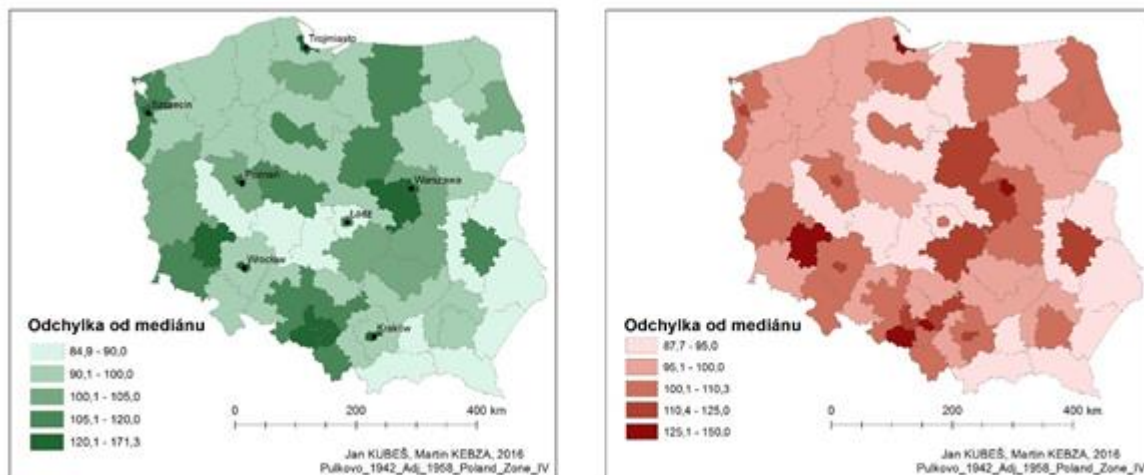 Trojmiasto
Szczecin
Poznań
Warszawa
Łódź
Wrocław
Kraków
Odchylka od mediánu
84,9 - 90,0
90,1 - 100,0
100,1 - 105,0
105,1 - 120,0
120,1 - 171,3
0 200 400 km
Jan KUBEŠ, Martin KEBZA, 2016
Pulkovo_1942_Adj_1958_Poland_Zone_IV
Odchylka od mediánu
87,7 - 95,0
95,1 - 100,0
100,1 - 110,3
110,4 - 125,0
125,1 - 150,0
0 200 400 km
Jan KUBEŠ, Martin KEBZA, 2016
Pulkovo_1942_Adj_1958_Poland_Zone_IV